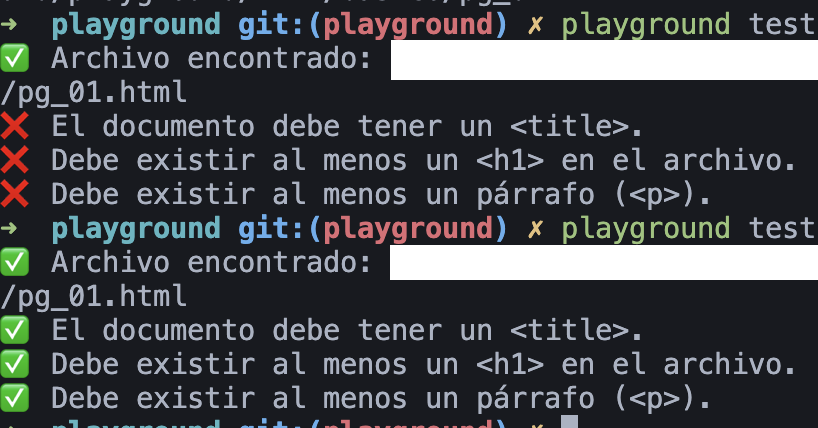 ➜ playground git:(playground) ✗ playground test
✅ Archivo encontrado:
/pg_01.html
❌ El documento debe tener un <title>.
❌ Debe existir al menos un <h1> en el archivo.
❌ Debe existir al menos un párrafo (<p>).
➜ playground git:(playground) ✗ playground test
✅ Archivo encontrado:
/pg_01.html
✅ El documento debe tener un <title>.
✅ Debe existir al menos un <h1> en el archivo.
✅ Debe existir al menos un párrafo (<p>).
➜ playground git:(playground) ✗